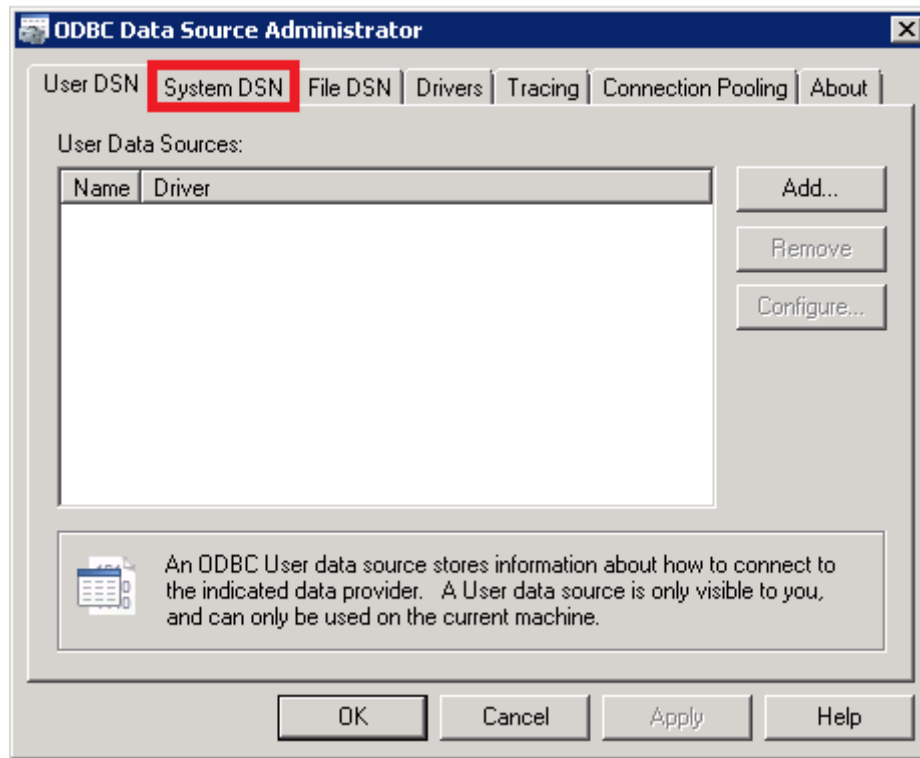 ODBC Data Source Administrator
User DSN System DSN File DSN Drivers Tracing Connection Pooling About
User Data Sources:
Name Driver
Add...
Remove
Configure...
An ODBC User data source stores information about how to connect to
the indicated data provider. A User data source is only visible to you,
and can only be used on the current machine.
OK Cancel Apply Help